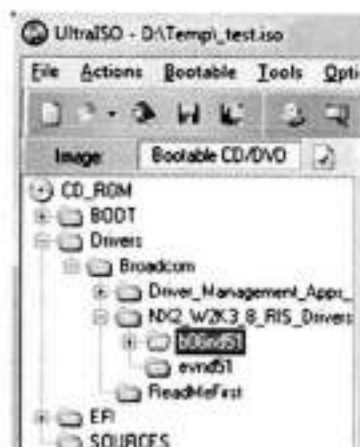 UltraISO - D:\Temp\_test.iso
File Actions Bootable Tools Opti
Image Bootable CD/DVD
CD_ROM
BOOT
Drivers
Broadcom
Driver_Management_Apps_
NX2_W2K3_8_RIS_Drivers
b06nd51
evnd51
ReadMeFirst
EFI
SOURCES